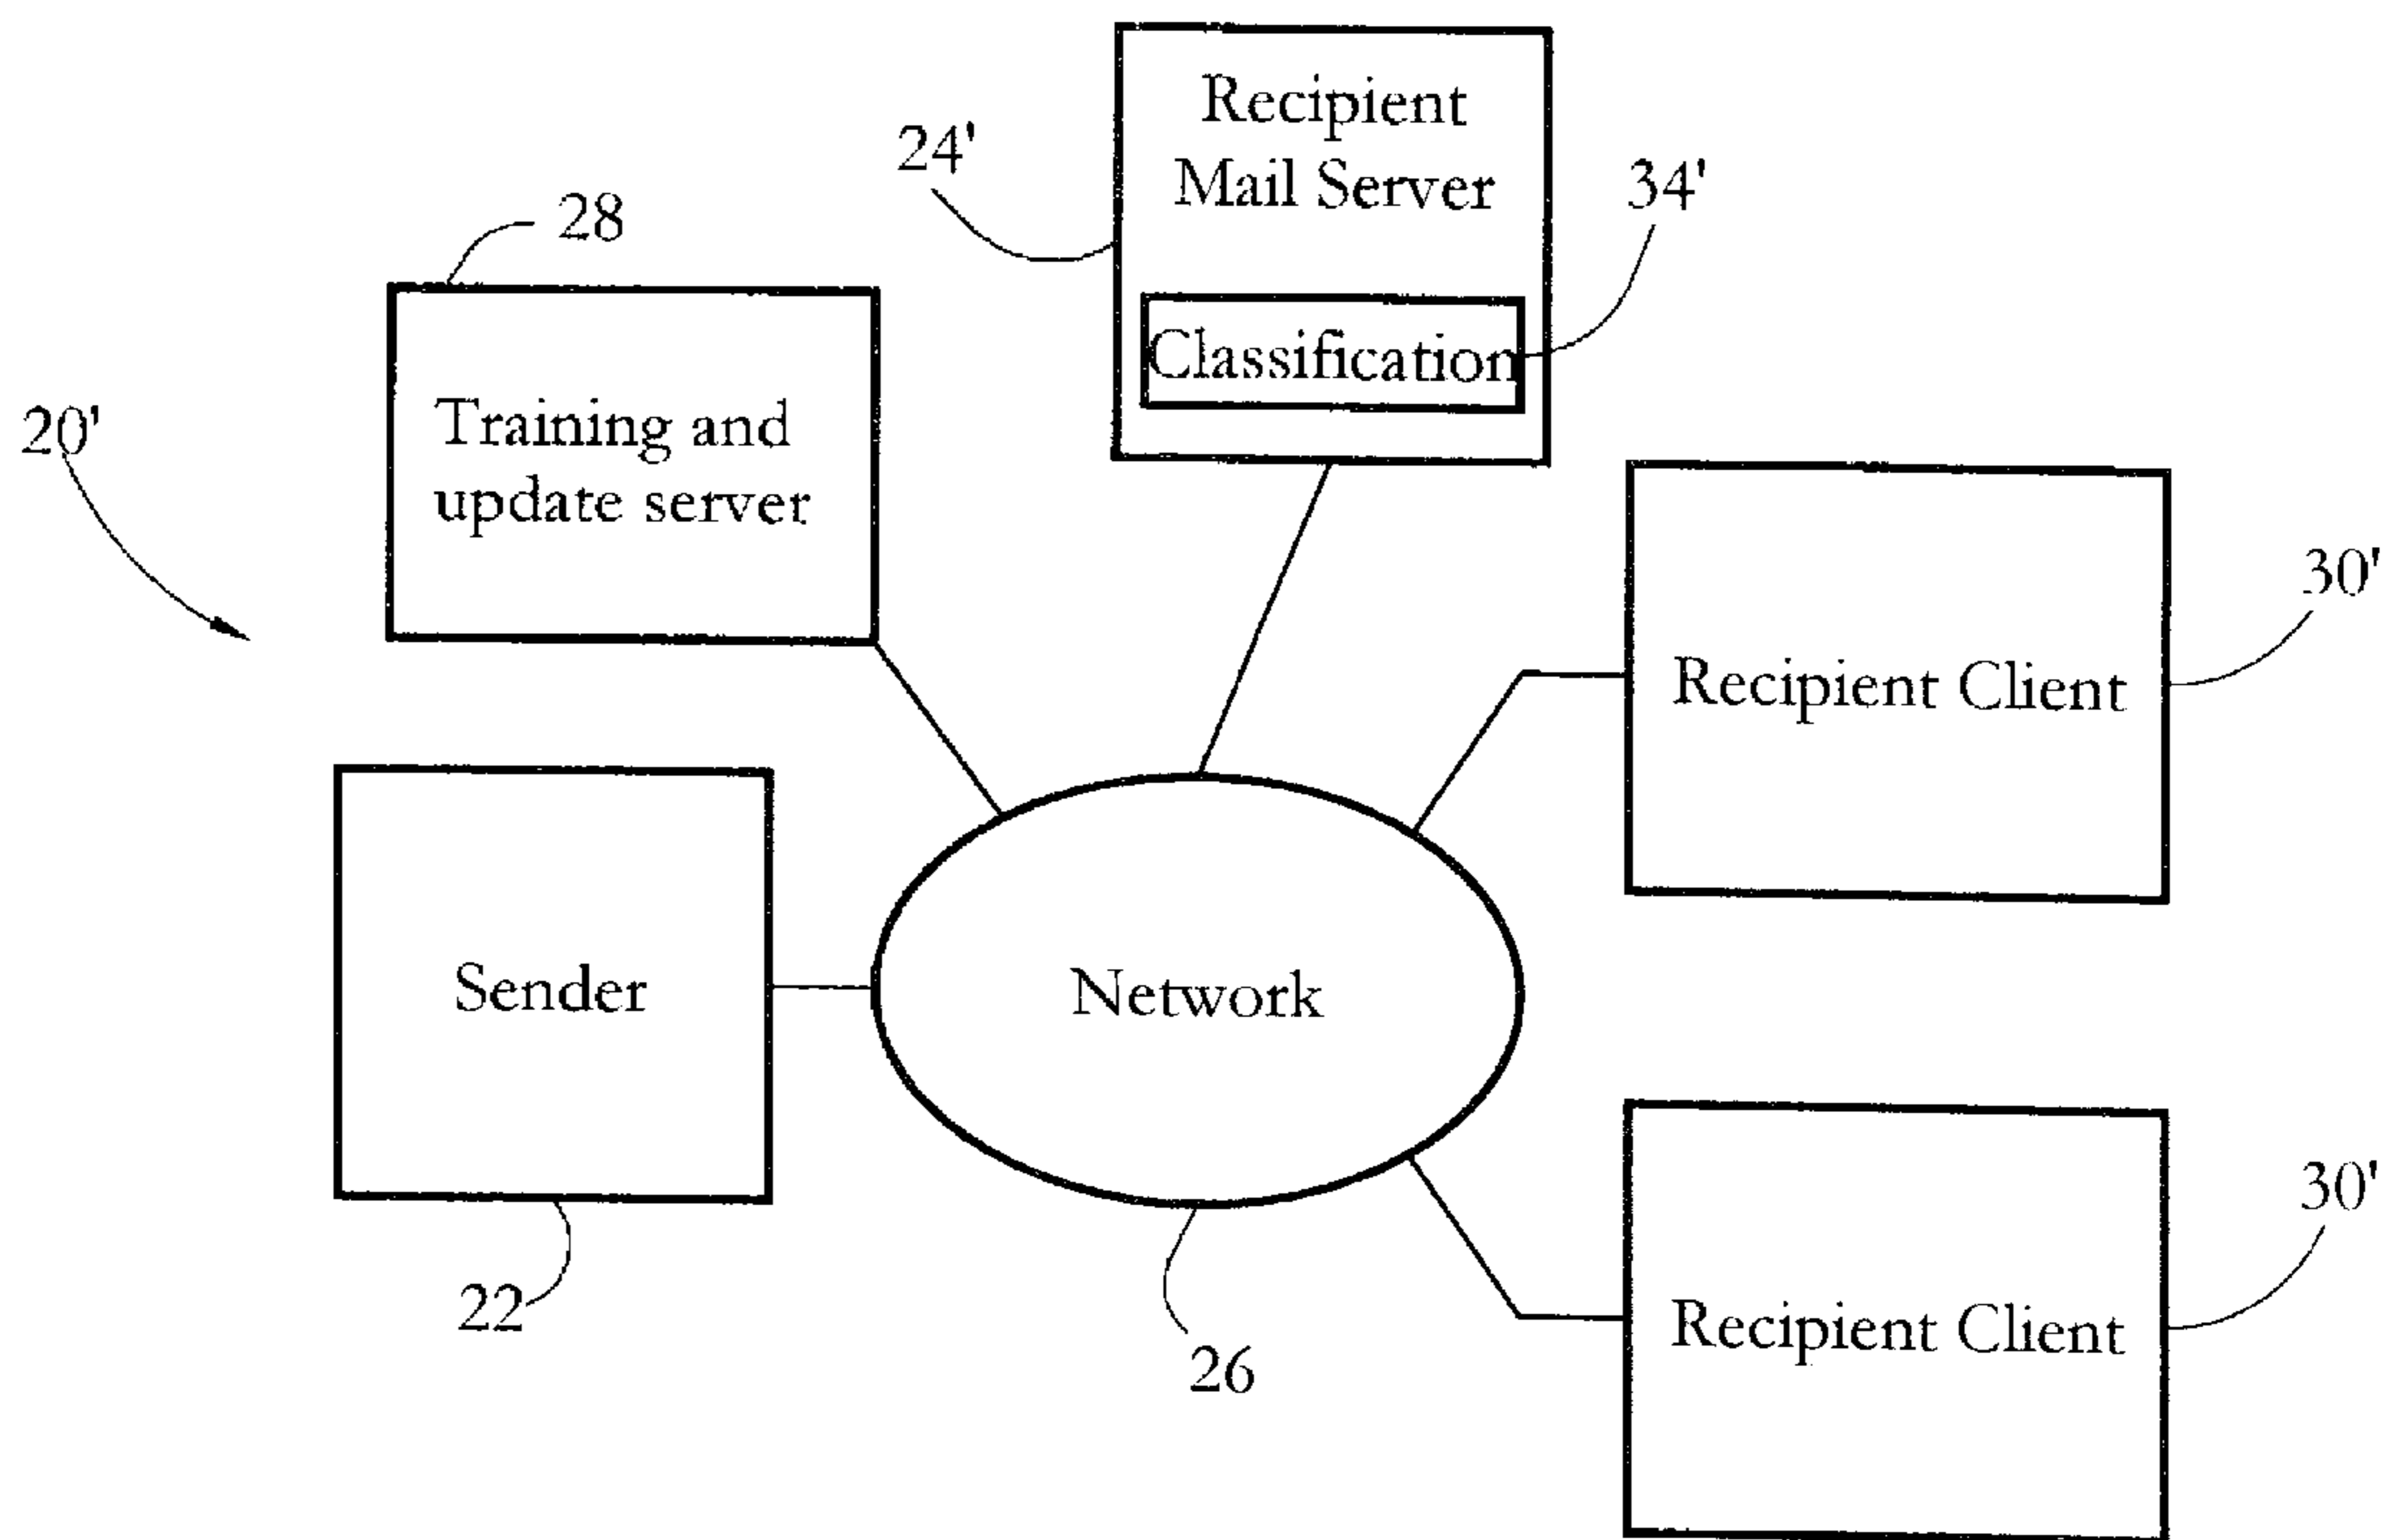 Recipient
Mail Server
24'
34'
Classification
28
Training and
update server
20'
30'
Recipient Client
Sender
Network
22
26
30'
Recipient Client